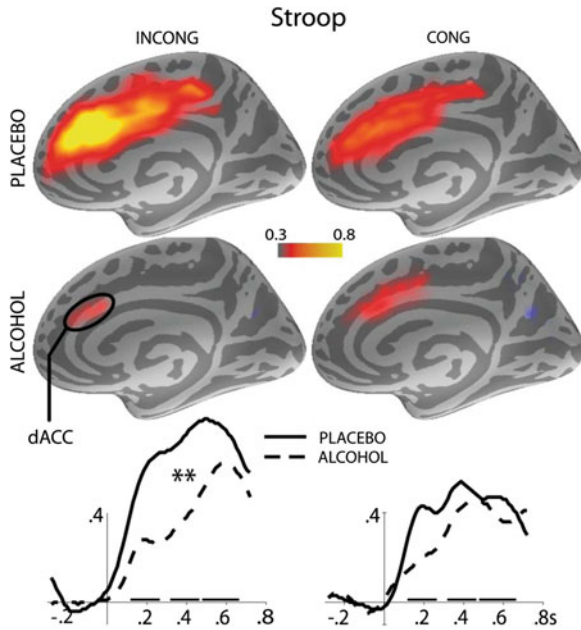 Stroop
INCONG CONG
PLACEBO
0.3 0.8
ALCOHOL
dACC
PLACEBO
ALCOHOL
**
.4 .4
-.2 .2 .4 .6 .8 -.2 .2 .4 .6 .8s